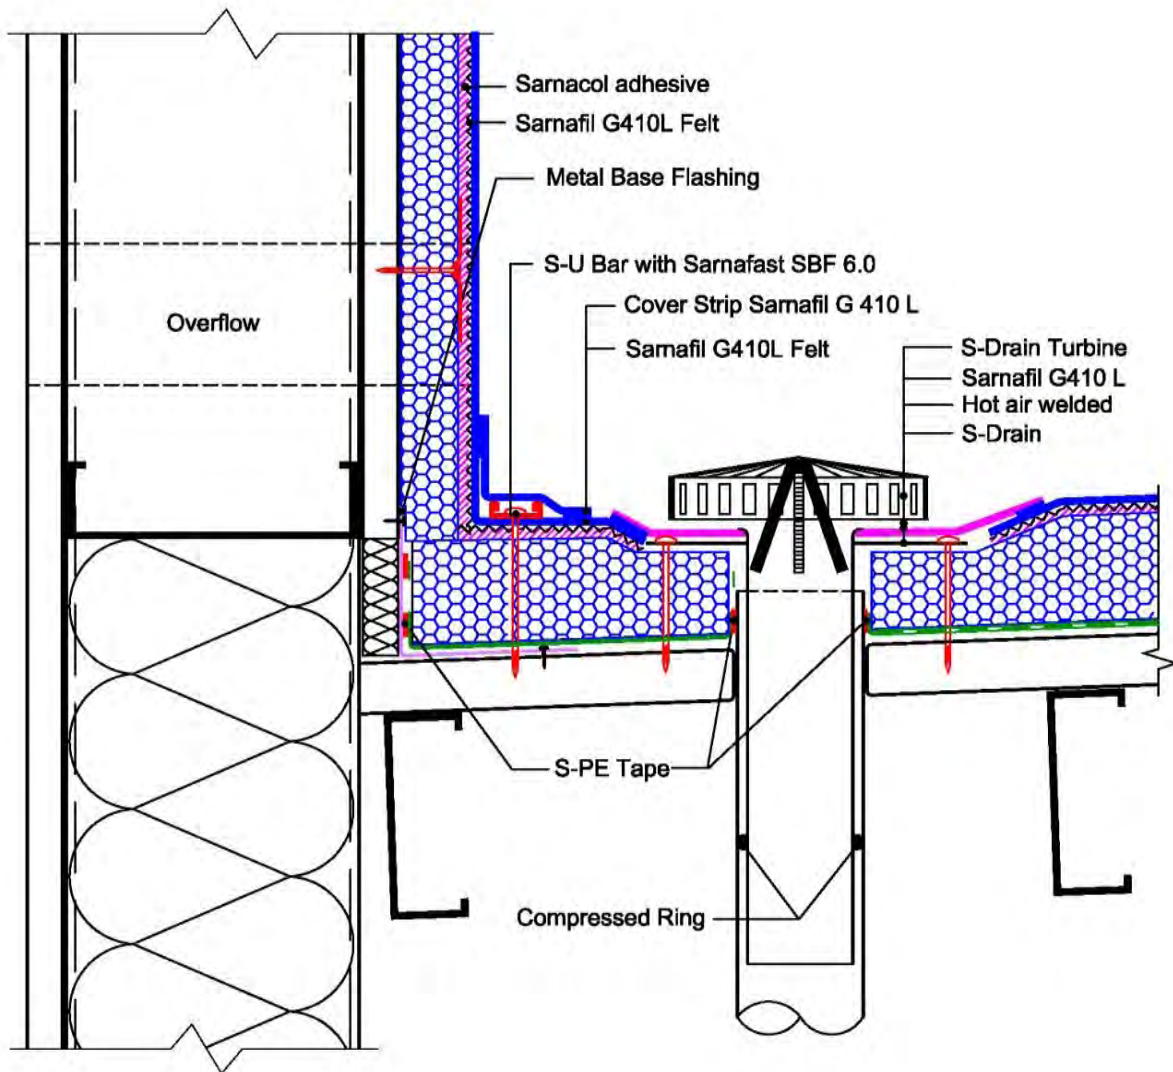 Sarnacol adhesive
Sarnafil G410L Felt
Metal Base Flashing
S-U Bar with Sarnafast SBF 6.0
Cover Strip Sarnafil G 410 L
Sarnafil G410L Felt
Overflow
S-Drain Turbine
Sarnafil G410 L
Hot air welded
S-Drain
S-PE Tape
Compressed Ring